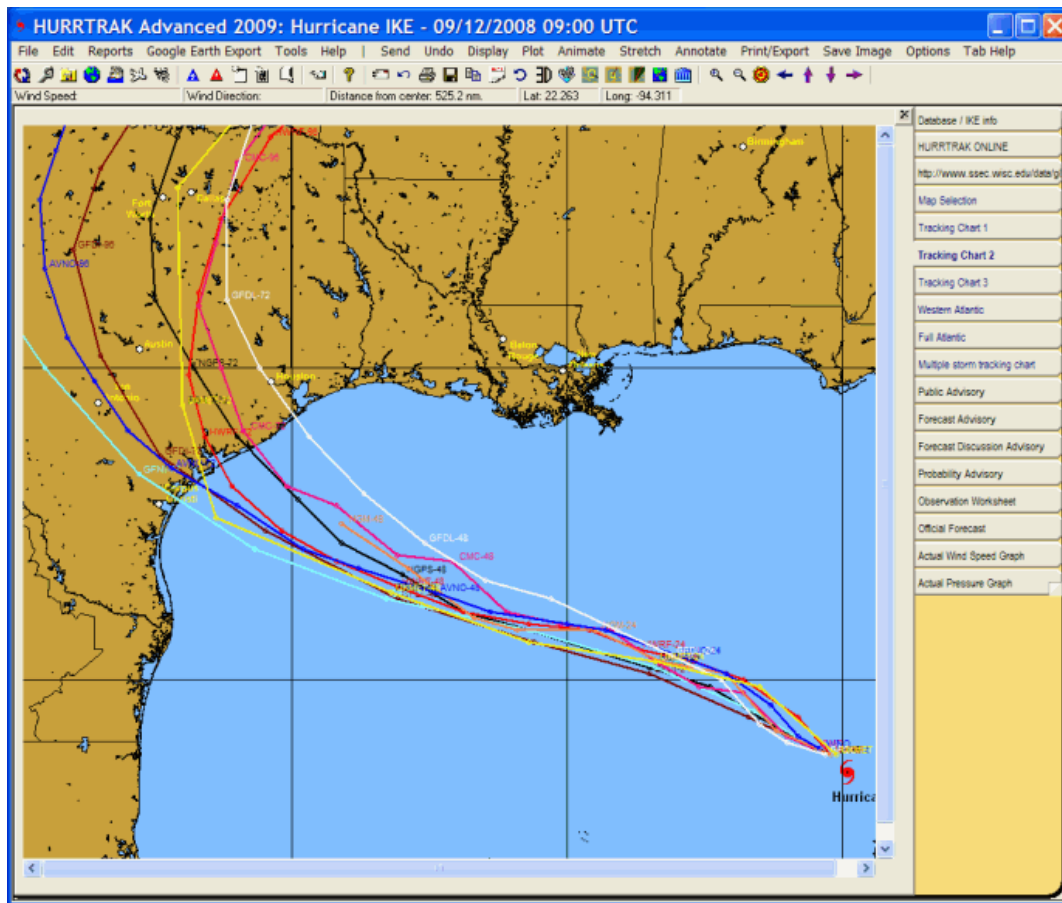 HURRTRAK Advanced 2009: Hurricane IKE - 09/12/2008 09:00 UTC
File Edit Reports Google Earth Export Tools Help | Send Undo Display Plot Animate Stretch Annotate Print/Export Save Image Options Tab Help
Wind Speed: Wind Direction: Distance from center: 525.2 nm. Lat: 22.263 Long: -94.311
Database / IKE info
HURRTRAK ONLINE
http://www.ssec.wisc.edu/data/g
Map Selection
Tracking Chart 1
Tracking Chart 2
Tracking Chart 3
Western Atlantic
Full Atlantic
Multiple storm tracking chart
Public Advisory
Forecast Advisory
Forecast Discussion Advisory
Probability Advisory
Observation Worksheet
Official Forecast
Actual Wind Speed Graph
Actual Pressure Graph
Birmingham
CMC-96
Dallas
Fort
Worth
GFDL-96
AVNO-96
GFDL-72
Austin
Baton
Rouge
New
NGPS-72
Houston
San
Antonio
GFDL-48
CMC-48
NGPS-48
AVNO-48
Hurrica